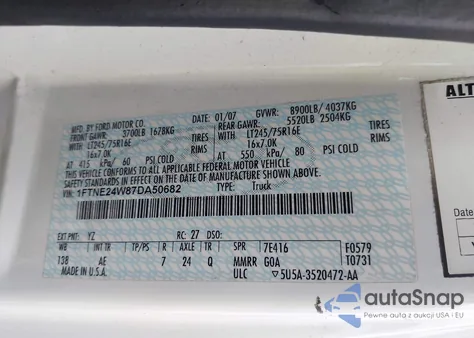 MFD. BY FORD MOTOR CO.
DATE: 01/07 GVWR: 8900LB/ 4037KG
FRONT GAWR: 3700LB 1678KG REAR GAWR: 5520LB 2504KG
LT245/75R16E TIRES LT245/75R16E TIRES
16x7.0K RIMS 16x7.0K RIMS
AT 415 kPa/ 60 PSI COLD AT 550 kPa/ 80 PSI COLD
THIS VEHICLE CONFORMS TO ALL APPLICABLE FEDERAL MOTOR VEHICLE
SAFETY STANDARDS IN EFFECT ON THE DATE OF MANUFACTURE SHOWN ABOVE.
VIN: 1FTNE24W87DA50682
TYPE: Truck
EXT PNT: YZ RC: 27 DSO:
WB TP/PS R AXLE TR SPR 7E416 F0579
138 AE 7 24 Q MMRR GOA T0731
MADE IN U.S.A. ULC ▽5U5A-3520472-AA
ALT
autoSnap
Pewne auta z USA i EU